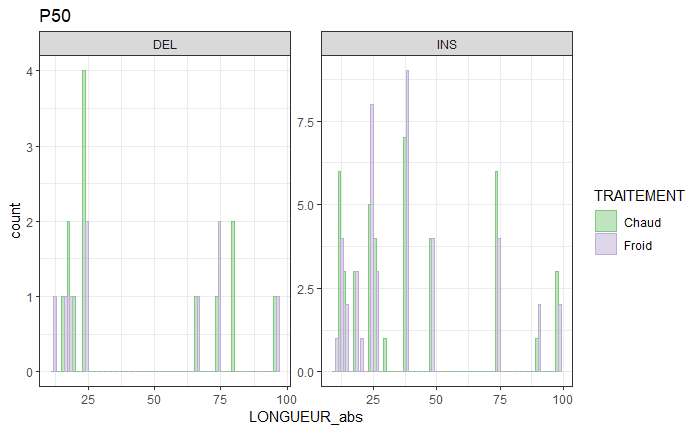 P50
DEL
INS
4
3
2
1
0
7.5
5.0
2.5
0.0
count
25
50
75
100
25
50
75
100
LONGUEUR_abs
TRAITEMENT
Chaud
Froid